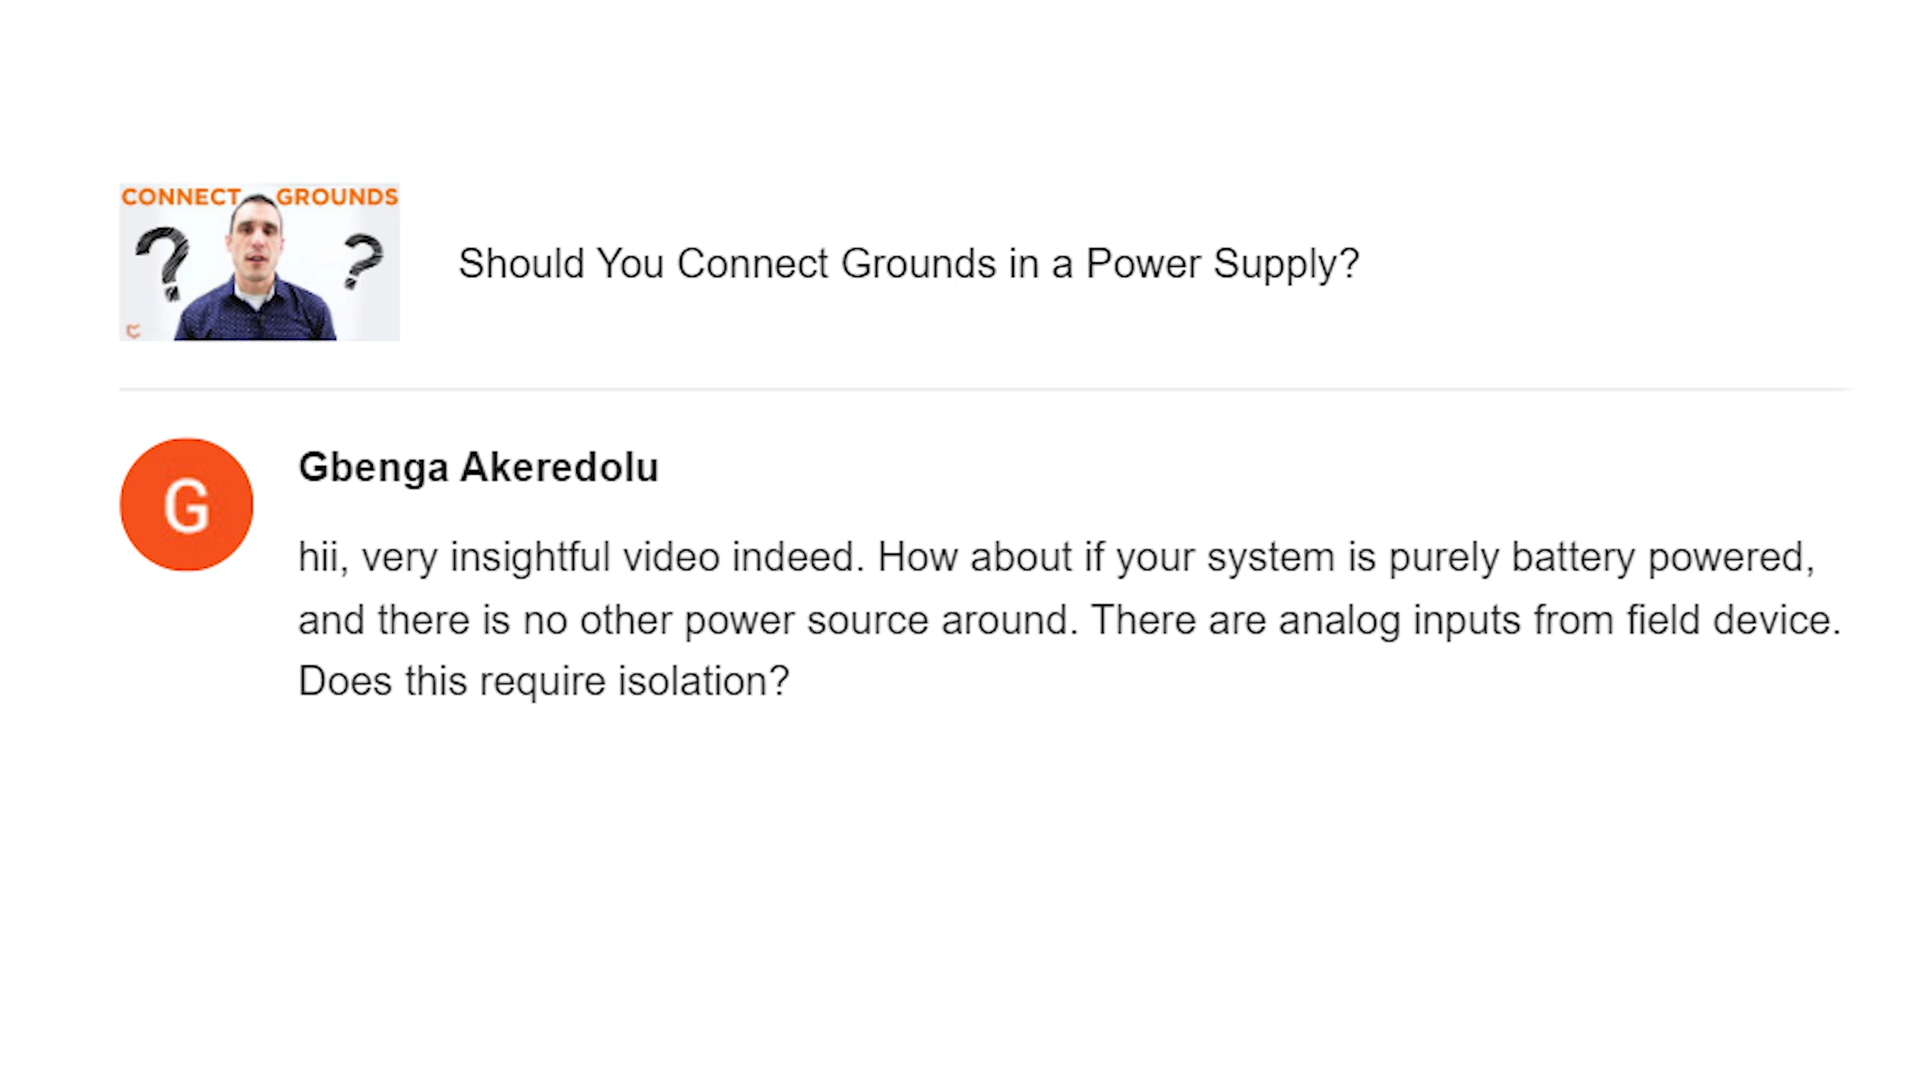 CONNECT GROUNDS
? ?
Should You Connect Grounds in a Power Supply?
G
Gbenga Akeredolu
hii, very insightful video indeed. How about if your system is purely battery powered,
and there is no other power source around. There are analog inputs from field device.
Does this require isolation?